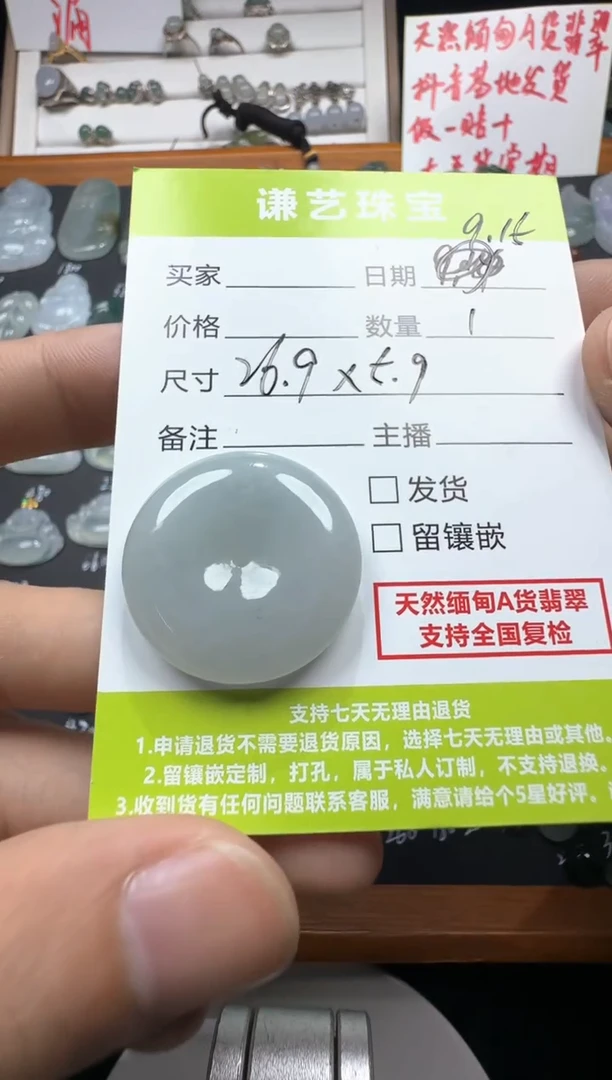 天然缅甸A货翡翠
抖音基地发货
假一赔十
谦艺珠宝
买家 日期 9.15
价格 数量 1
尺寸 26.9×5.9
备注 主播
□ 发货
□ 留镶嵌
天然缅甸A货翡翠
支持全国复检
支持七天无理由退货
1.申请退货不需要退货原因，选择七天无理由或其他。
2.留镶嵌定制，打孔，属于私人订制，不支持退换。
3.收到货有任何问题联系客服，满意请给个5星好评。